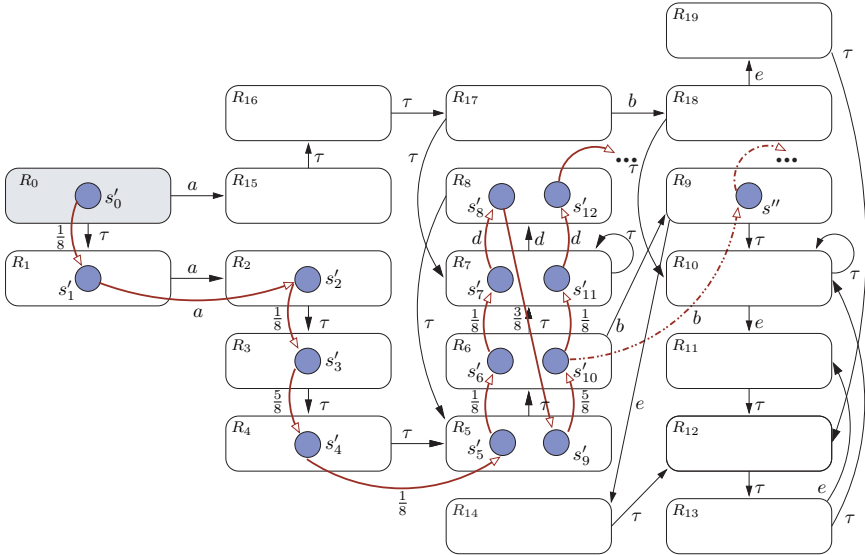 R₁₉
τ
e
R₁₆ τ R₁₇ b R₁₈
τ τ τ
... ...
R₀ s′₀ a R₁₅ R₈ s′₈ s′₁₂ R₉ s″
1/8 τ d d d τ τ
R₁ s′₁ a R₂ s′₂ R₇ s′₇ s′₁₁ R₁₀ τ
a 1/8 τ 1/8 3/8 τ 1/8 b b e
R₃ s′₃ τ R₆ s′₆ s′₁₀ R₁₁
5/8 τ 1/8 τ 5/8 e τ
R₄ s′₄ τ R₅ s′₅ s′₉ R₁₂
1/8 τ e
R₁₄ τ R₁₃ τ